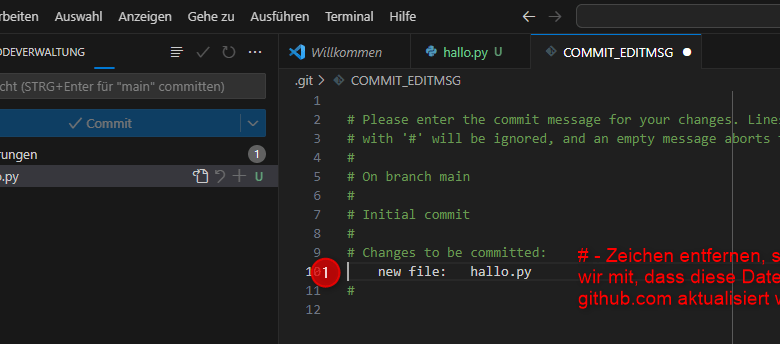 earbeiten Auswahl Anzeigen Gehe zu Ausführen Terminal Hilfe
ODEVERWALTUNG
Willkommen
hallo.py U
COMMIT_EDITMSG
cht (STRG+Enter für "main" committen)
Commit
rungen 1
o.py U
.git > COMMIT_EDITMSG
1
2 # Please enter the commit message for your changes. Lines
3 # with '#' will be ignored, and an empty message aborts
4 #
5 # On branch main
6 #
7 # Initial commit
8 #
9 # Changes to be committed:
10 new file: hallo.py
11 #
12
1
# - Zeichen entfernen, s
wir mit, dass diese Date
github.com aktualisiert